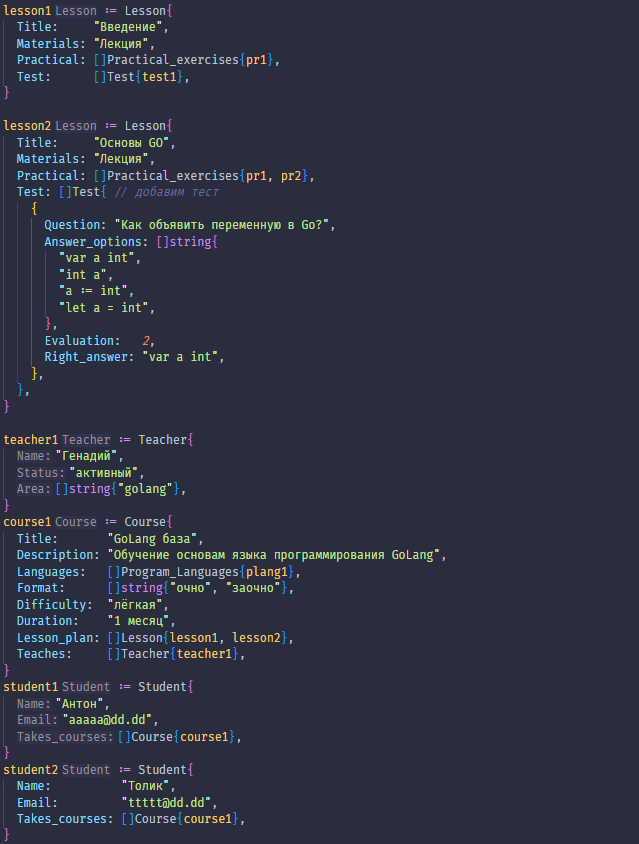 lesson1 Lesson := Lesson{
  Title:     "Введение",
  Materials: "Лекция",
  Practical: []Practical_exercises{pr1},
  Test:      []Test{test1},
}

lesson2 Lesson := Lesson{
  Title:     "Основы GO",
  Materials: "Лекция",
  Practical: []Practical_exercises{pr1, pr2},
  Test: []Test{ // добавим тест
    {
      Question: "Как объявить переменную в Go?",
      Answer_options: []string{
        "var a int",
        "int a",
        "a := int",
        "let a = int",
      },
      Evaluation:   2,
      Right_answer: "var a int",
    },
  },
}

teacher1 Teacher := Teacher{
  Name: "Генадий",
  Status: "активный",
  Area: []string{"golang"},
}
course1 Course := Course{
  Title:       "GoLang база",
  Description: "Обучение основам языка программирования GoLang",
  Languages:   []Program_Languages{plang1},
  Format:      []string{"очно", "заочно"},
  Difficulty:  "лёгкая",
  Duration:    "1 месяц",
  Lesson_plan: []Lesson{lesson1, lesson2},
  Teaches:     []Teacher{teacher1},
}
student1 Student := Student{
  Name: "Антон",
  Email: "aaaaa@dd.dd",
  Takes_courses: []Course{course1},
}
student2 Student := Student{
  Name:          "Толик",
  Email:         "ttttt@dd.dd",
  Takes_courses: []Course{course1},
}